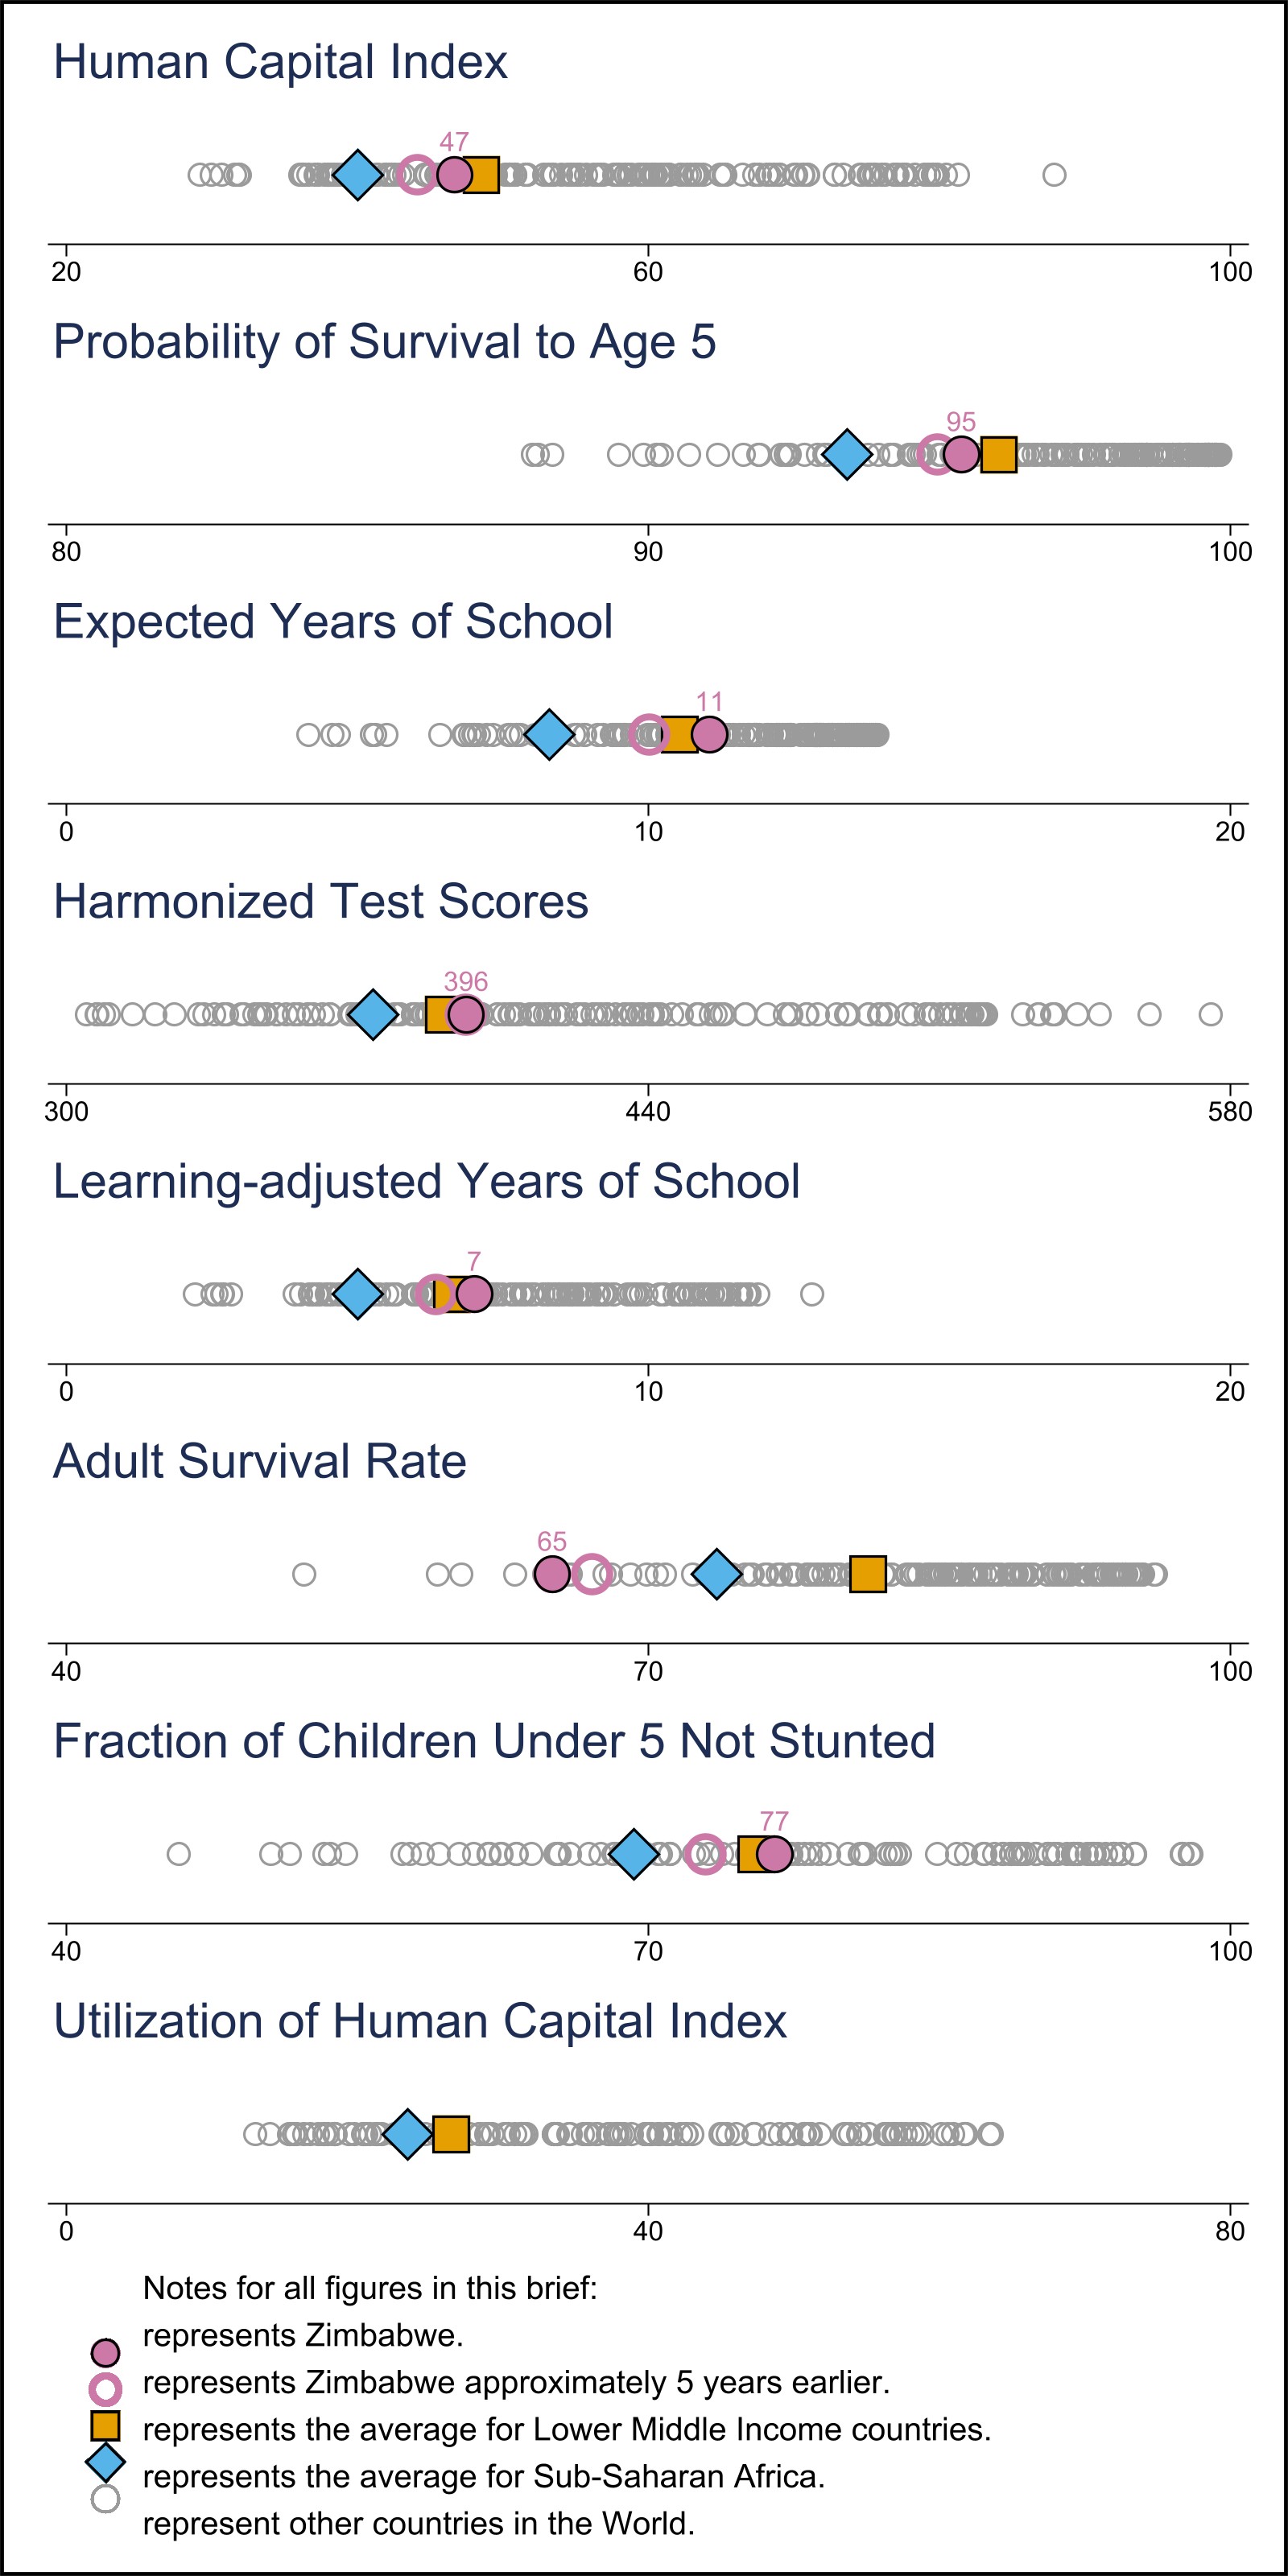 Human Capital Index
47
20 60 100
Probability of Survival to Age 5
95
80 90 100
Expected Years of School
11
0 10 20
Harmonized Test Scores
396
300 440 580
Learning-adjusted Years of School
7
0 10 20
Adult Survival Rate
65
40 70 100
Fraction of Children Under 5 Not Stunted
77
40 70 100
Utilization of Human Capital Index
0 40 80
Notes for all figures in this brief:
represents Zimbabwe.
represents Zimbabwe approximately 5 years earlier.
represents the average for Lower Middle Income countries.
represents the average for Sub-Saharan Africa.
represent other countries in the World.